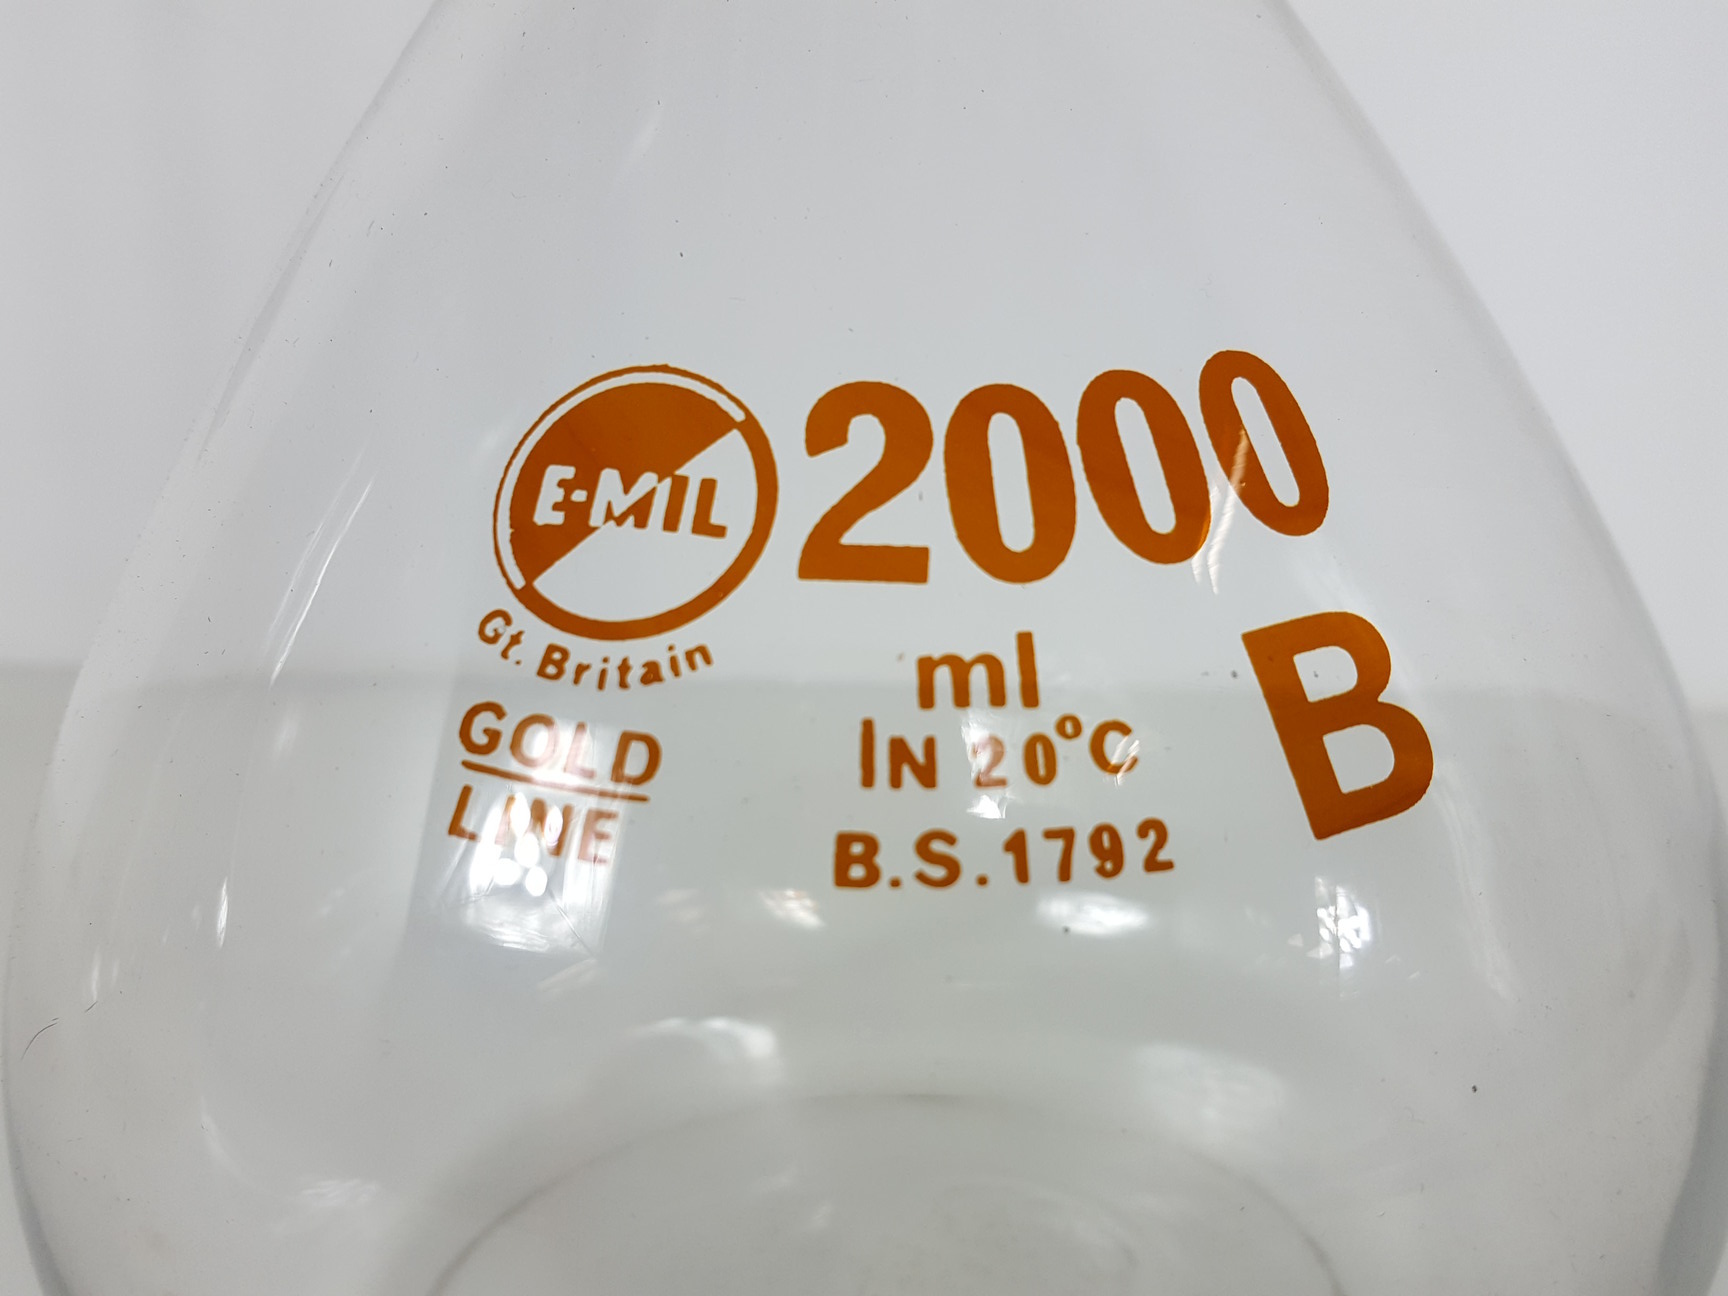 E-MIL
Gt. Britain
GOLD
LINE
2000
ml
IN 20°C
B.S.1792
B